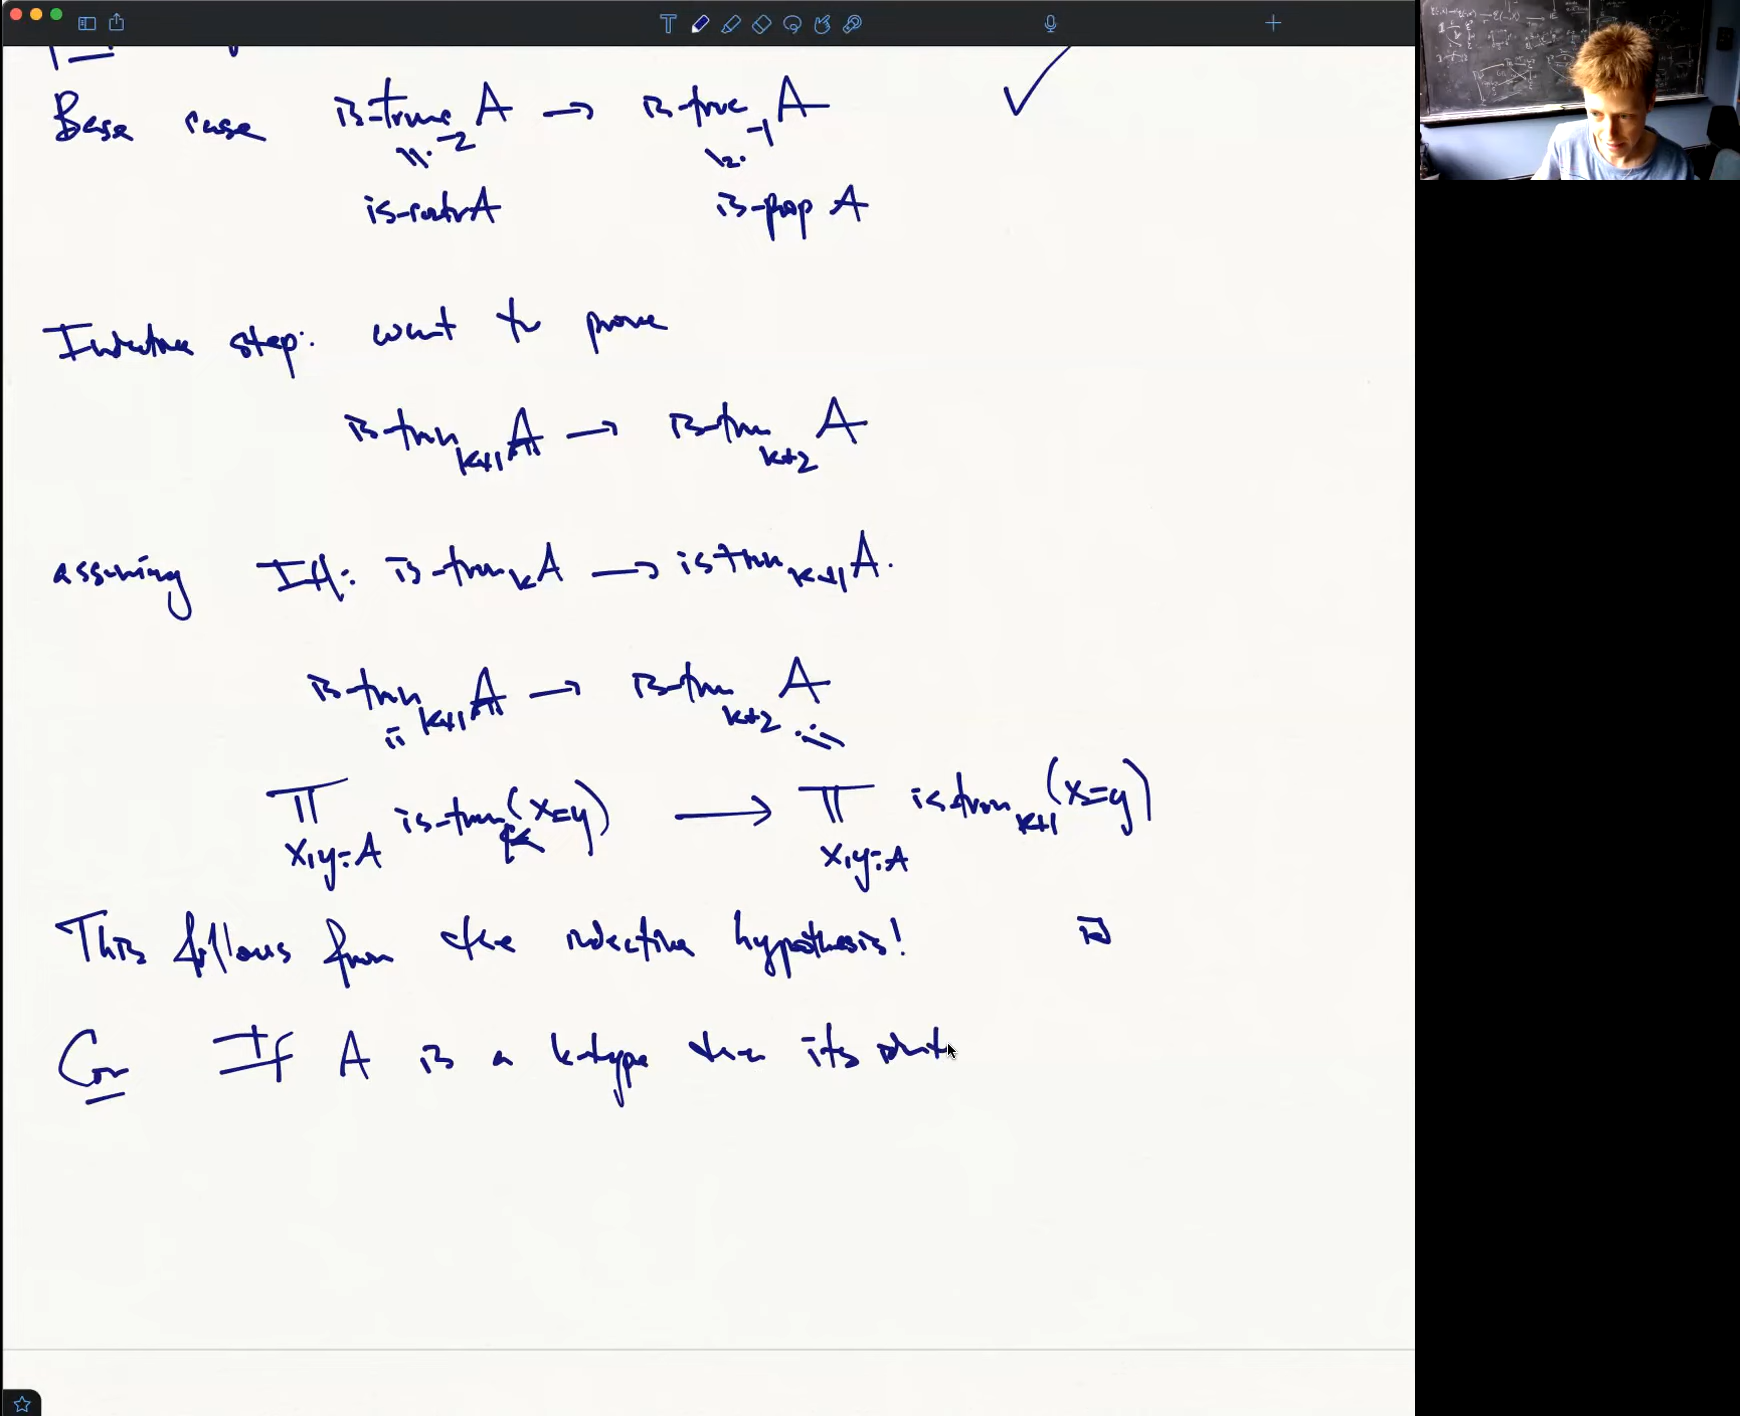 Base case is-trunc₋₂ A → is-trunc₋₁ A ✓
is-contr A is-prop A
Inductive step: want to prove
is-trunc_{k+1} A → is-trunc_{k+2} A
assuming IH: is-trunc_k A → is-trunc_{k+1} A.
is-trunc_{k+1} A → is-trunc_{k+2} A
Π_{x,y:A} is-trunc_k (x=y) → Π_{x,y:A} is-trunc_{k+1} (x=y)
This follows from the inductive hypothesis!
Cor If A is a k-type then its